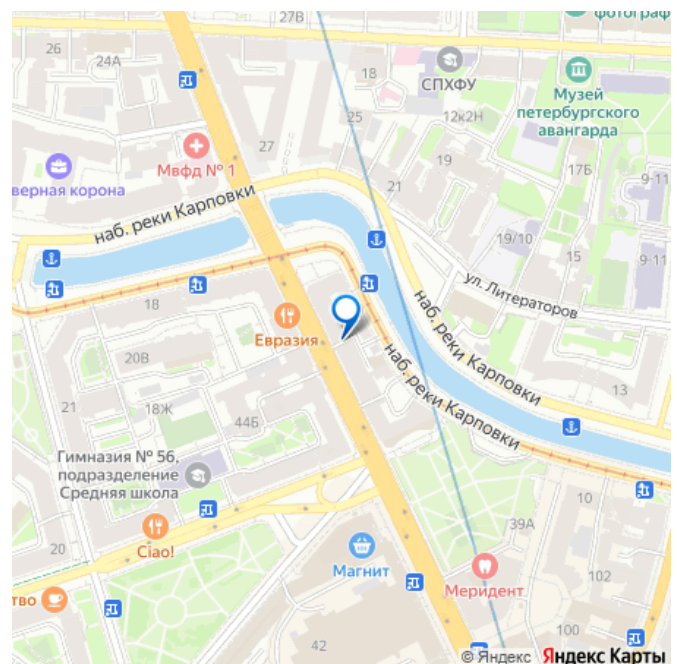 27В
фотограф
26
24А
18
СПХФУ
Музей
петербургского
авангарда
25
12к2Н
Мвфд № 1
27
верная корона
19
17Б
9-11
21
наб. реки Карповки
19/10
9-11
ул. Литераторов
18
наб. реки Карповки
Евразия
20В
наб. реки Карповки
21
18Ж
44Б
13
Гимназия № 56,
подразделение
Средняя школа
10
39А
20
Ciao!
Магнит
Меридент
102
тво
100
42
© Яндекс Яндекс Карты